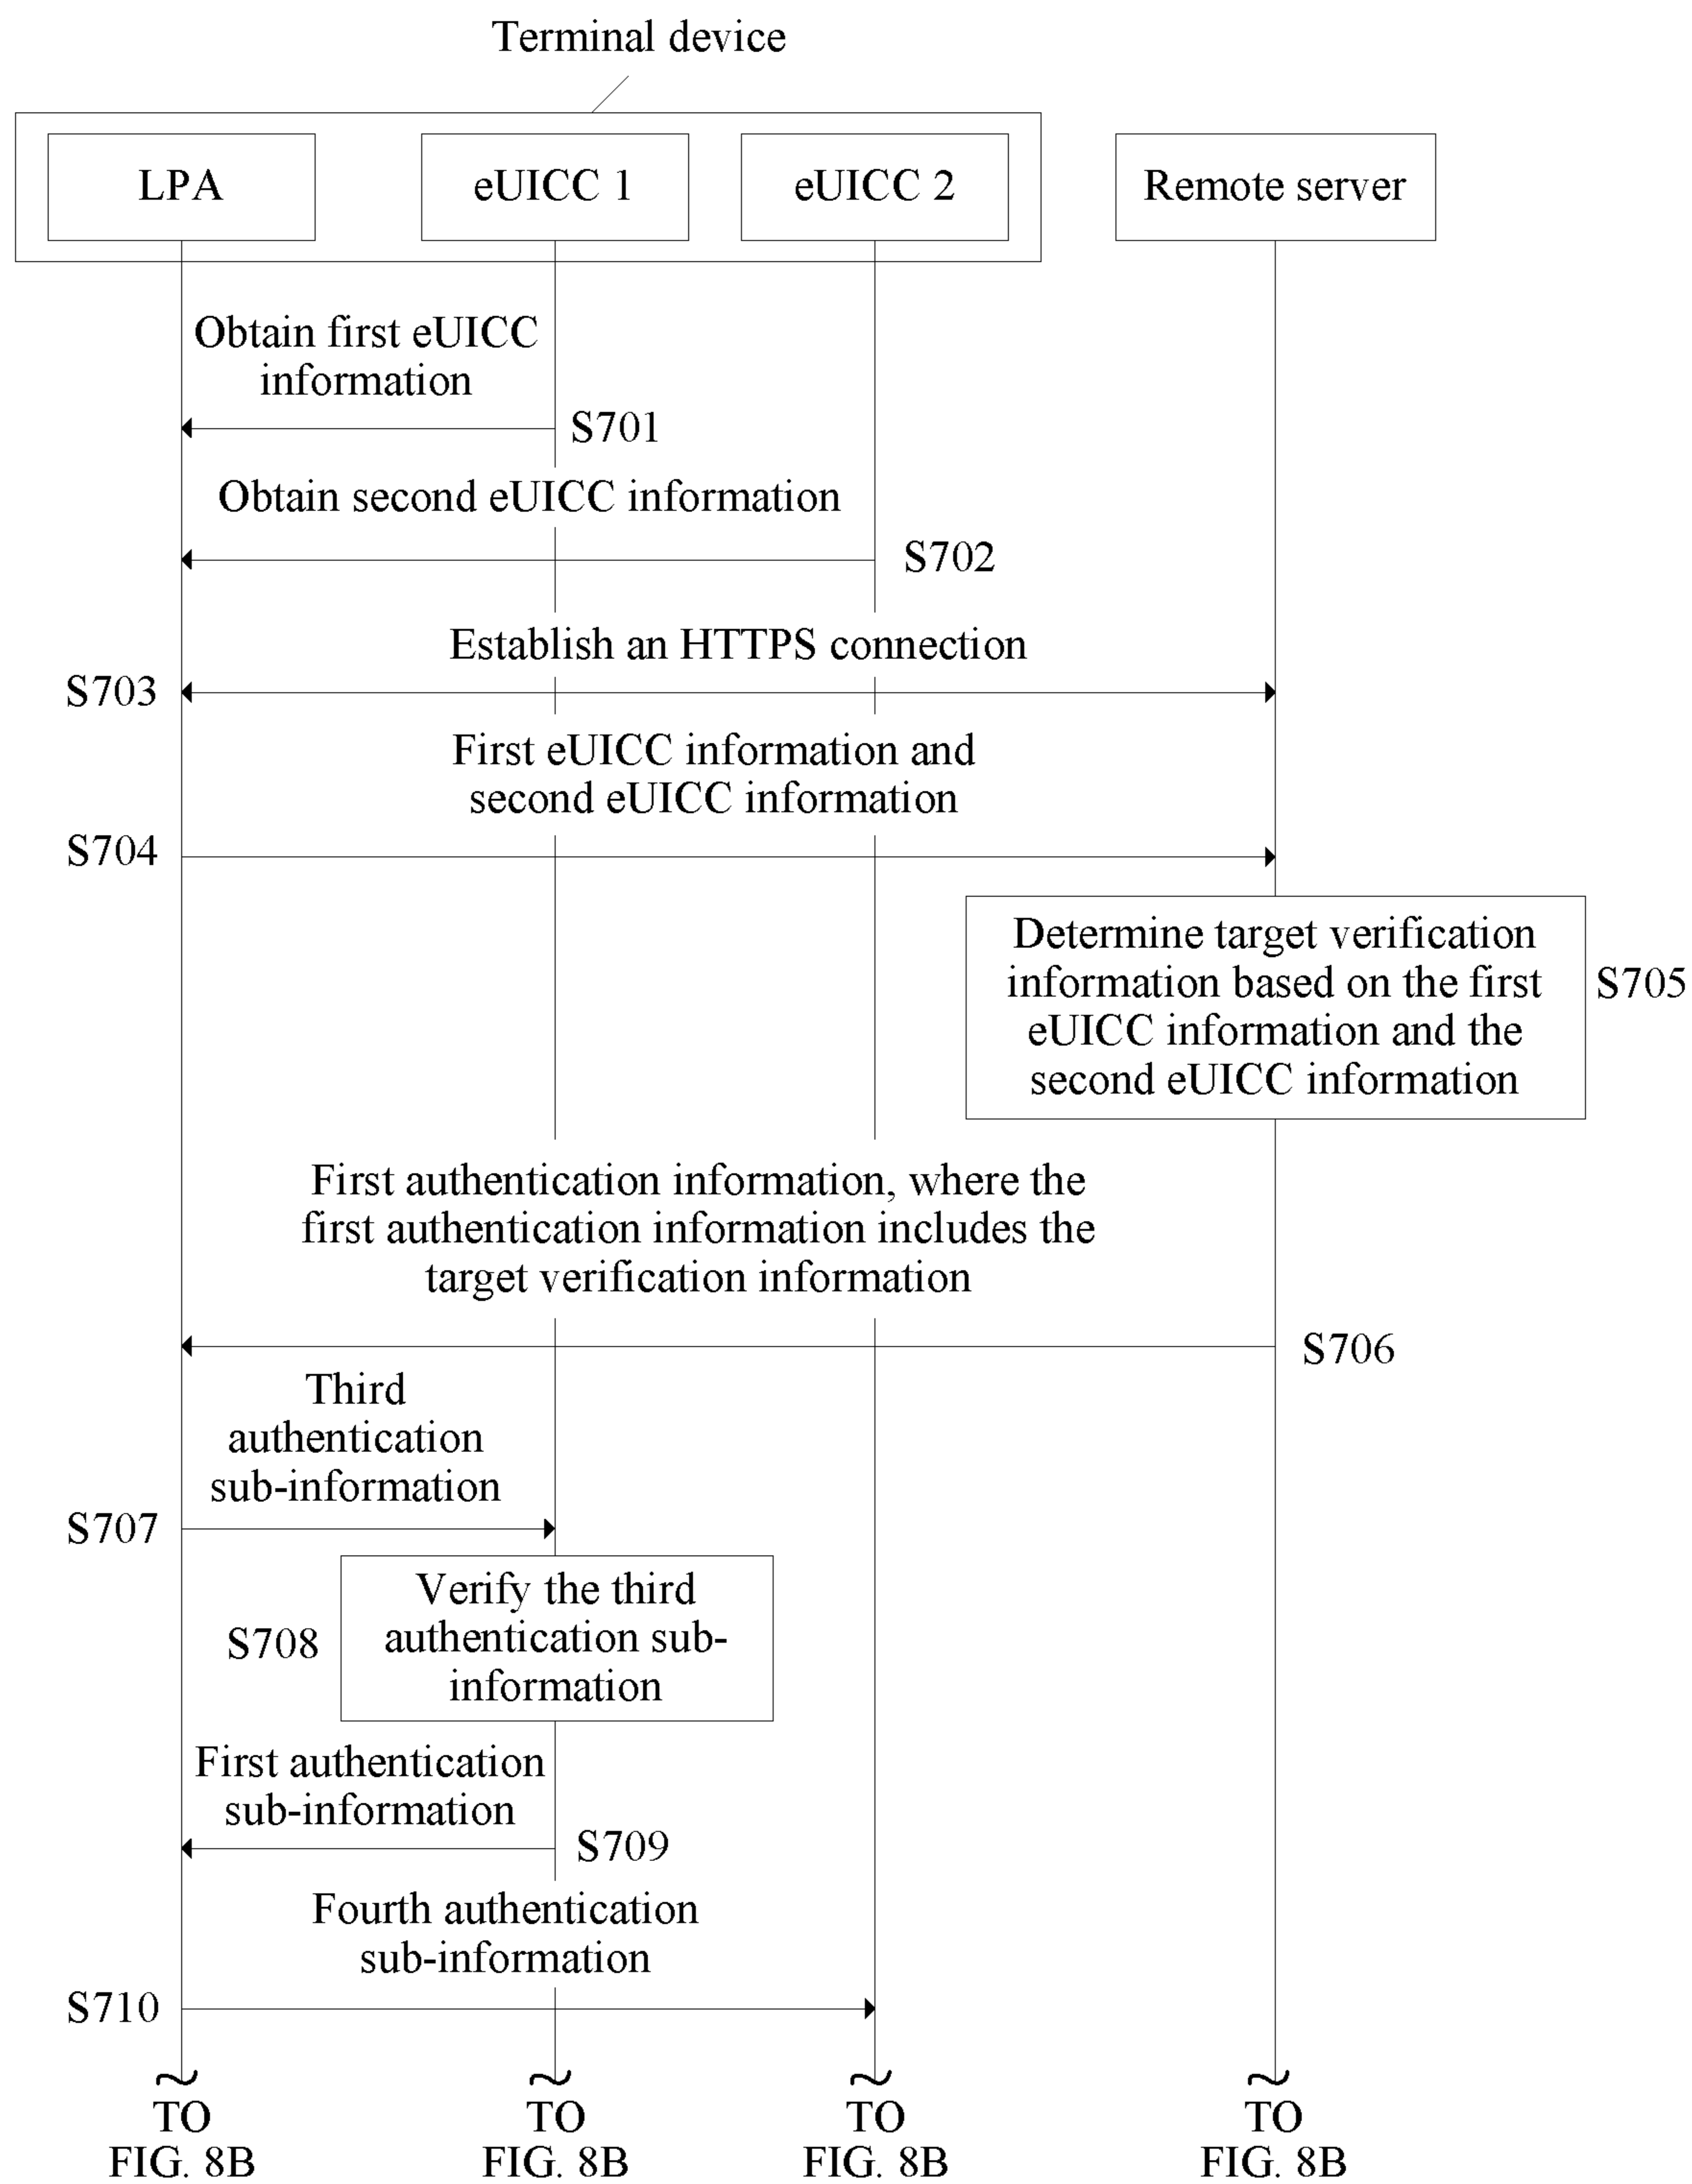 Terminal device
LPA
eUICC 1
eUICC 2
Remote server
Obtain first eUICC
information
S701
Obtain second eUICC information
S702
Establish an HTTPS connection
S703
First eUICC information and
second eUICC information
S704
Determine target verification
information based on the first
eUICC information and the
second eUICC information
S705
First authentication information, where the
first authentication information includes the
target verification information
S706
Third
authentication
sub-information
S707
Verify the third
authentication sub-
information
S708
First authentication
sub-information
S709
Fourth authentication
sub-information
S710
TO
FIG. 8B
TO
FIG. 8B
TO
FIG. 8B
TO
FIG. 8B